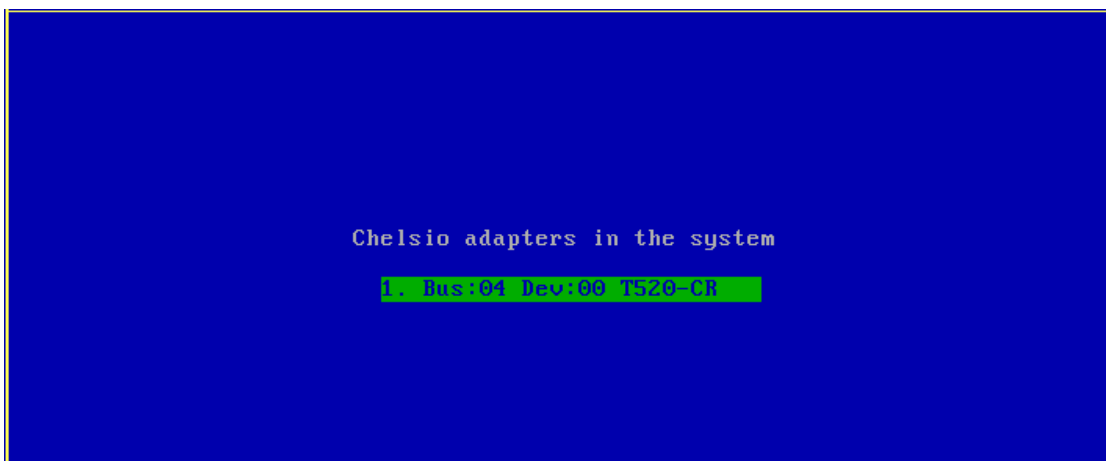 Chelsio adapters in the system
1. Bus:04 Dev:00 T520-CR